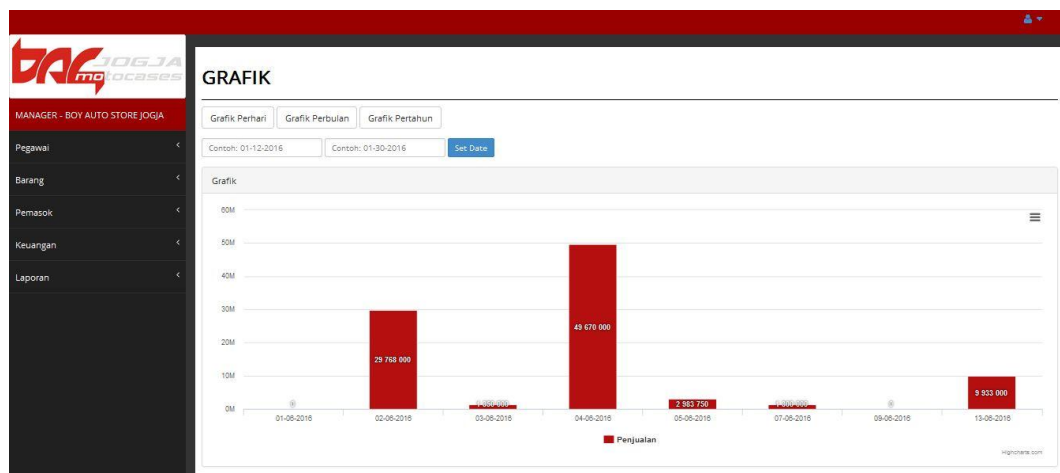 JOGJA
motocases
GRAFIK
MANAGER - BOY AUTO STORE JOGJA
Grafik Perhari Grafik Perbulan Grafik Pertahun
Pegawai
Contoh: 01-12-2016 Contoh: 01-30-2016 Set Date
Barang
Grafik
Pemasok
Keuangan
Laporan
60M
50M
40M
30M
20M
10M
0M
0
29 768 000
49 670 000
2 983 750
0
9 933 000
01-06-2016 02-06-2016 03-06-2016 04-06-2016 05-06-2016 07-06-2016 09-06-2016 13-06-2016
Penjualan
Highcharts.com